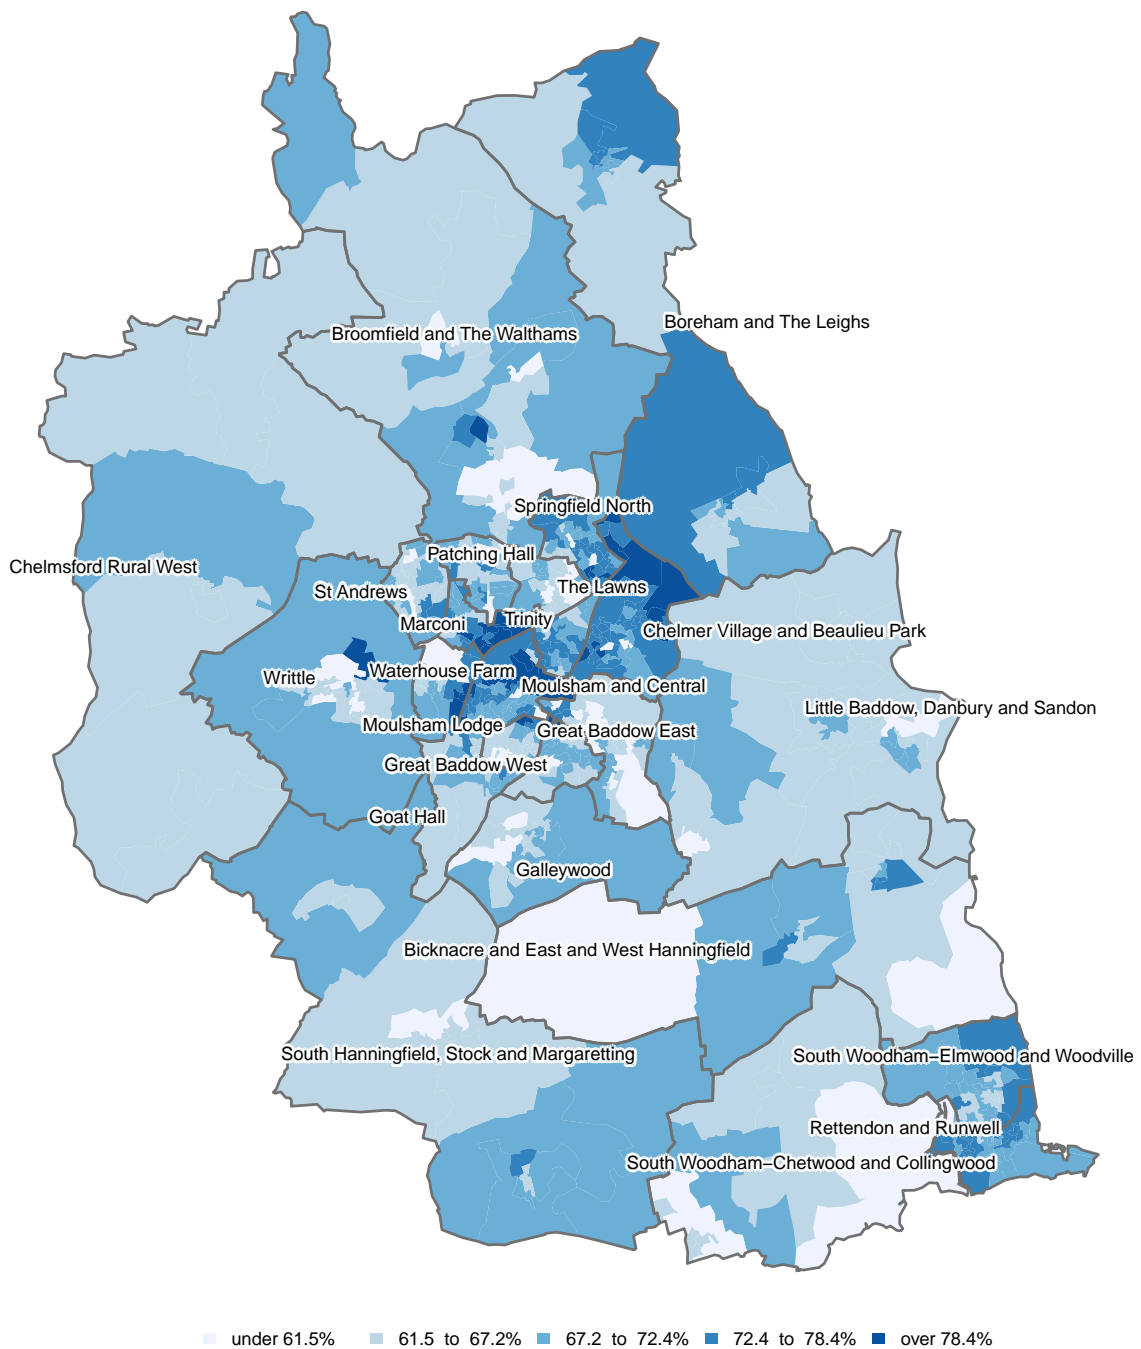 Boreham and The Leighs
Broomfield and The Walthams
Springfield North
Patching Hall
Chelmsford Rural West
The Lawns
St Andrews
Trinity
Marconi
Chelmer Village and Beaulieu Park
Waterhouse Farm
Writtle
Moulsham and Central
Little Baddow, Danbury and Sandon
Moulsham Lodge
Great Baddow East
Great Baddow West
Goat Hall
Galleywood
Bicknacre and East and West Hanningfield
South Hanningfield, Stock and Margaretting
South Woodham−Elmwood and Woodville
Rettendon and Runwell
South Woodham−Chetwood and Collingwood
under 61.5% 61.5 to 67.2% 67.2 to 72.4% 72.4 to 78.4% over 78.4%